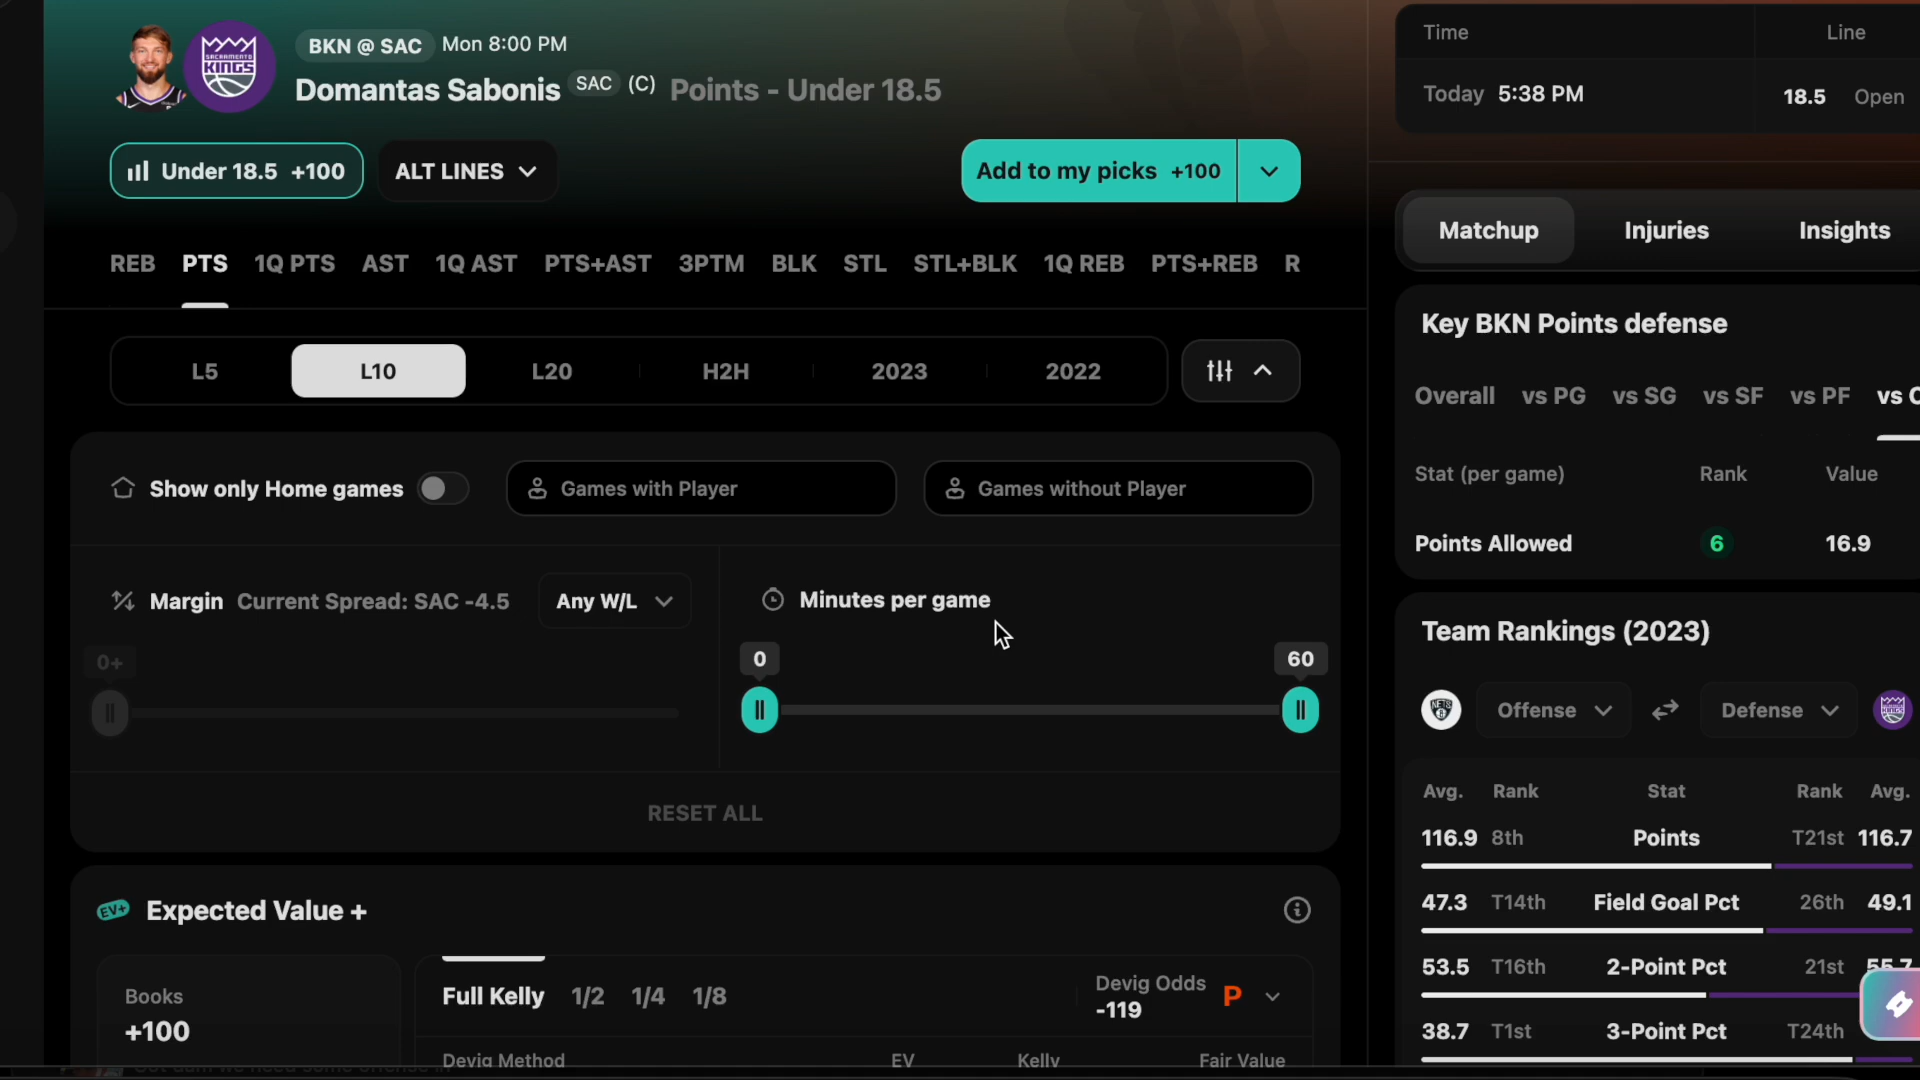 BKN @ SAC Mon 8:00 PM
Domantas Sabonis SAC (C) Points - Under 18.5
SACRAMENTO
KINGS
Under 18.5 +100
ALT LINES
Add to my picks +100
REB PTS 1Q PTS AST 1Q AST PTS+AST 3PTM BLK STL STL+BLK 1Q REB PTS+REB R
L5 L10 L20 H2H 2023 2022
Show only Home games
Games with Player
Games without Player
Margin Current Spread: SAC -4.5 Any W/L
0+
Minutes per game
0 60
RESET ALL
EV+ Expected Value +
Books
+100
Full Kelly 1/2 1/4 1/8
Devig Odds
-119
P
Devig Method EV Kelly Fair Value
Time Line
Today 5:38 PM 18.5 Open
Matchup Injuries Insights
Key BKN Points defense
Overall vs PG vs SG vs SF vs PF vs C
Stat (per game) Rank Value
Points Allowed 6 16.9
Team Rankings (2023)
NETS Offense Defense
Avg. Rank Stat Rank Avg.
116.9 8th Points T21st 116.7
47.3 T14th Field Goal Pct 26th 49.1
53.5 T16th 2-Point Pct 21st 55.7
38.7 T1st 3-Point Pct T24th